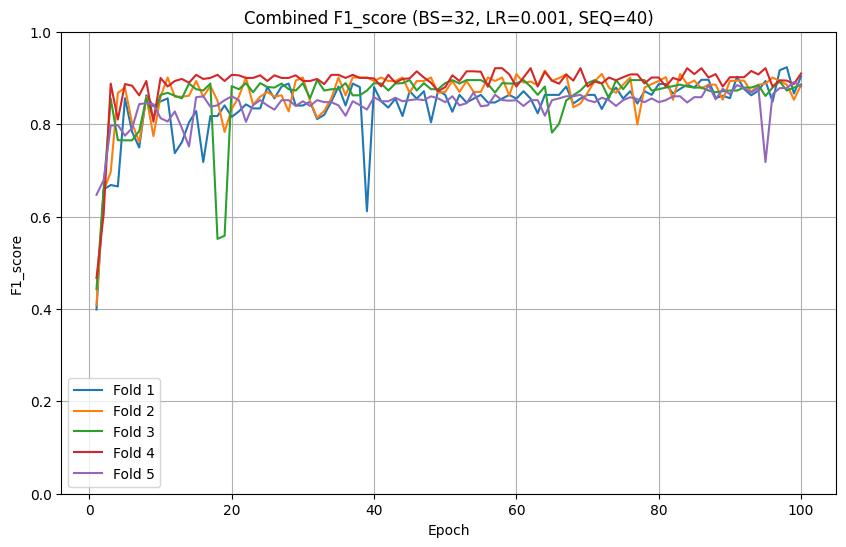 Combined F1_score (BS=32, LR=0.001, SEQ=40)
F1_score
1.0
0.8
0.6
0.4
0.2
0.0
Fold 1
Fold 2
Fold 3
Fold 4
Fold 5
0 20 40 60 80 100
Epoch